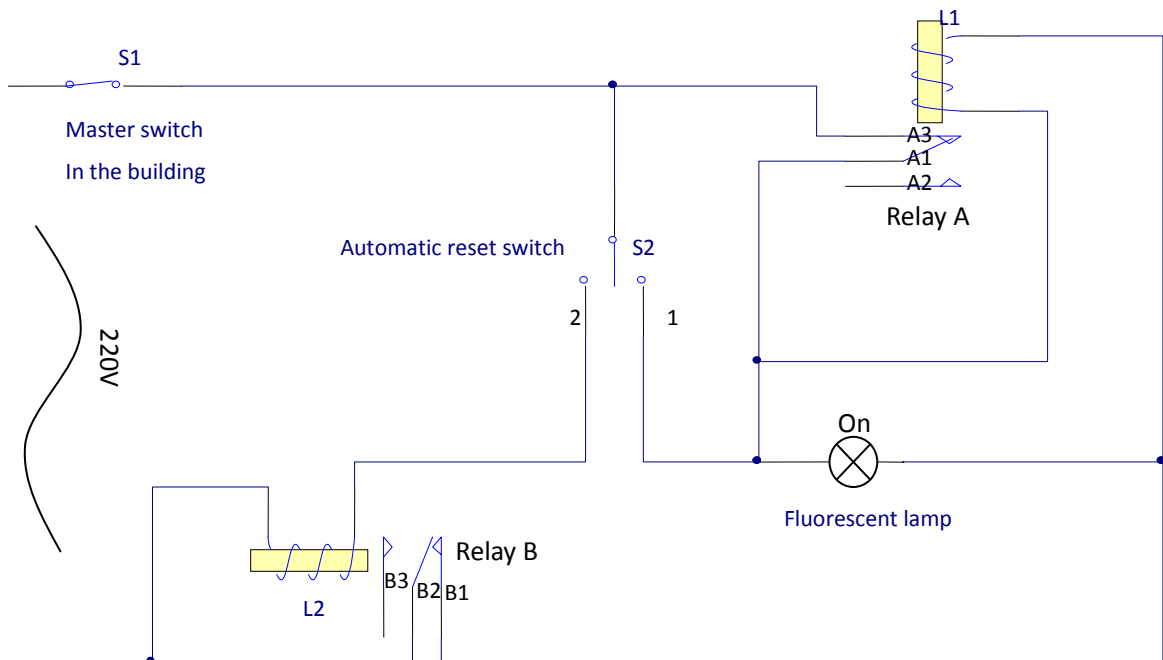 L1
S1
Master switch
In the building
A3
A1
A2
Relay A
Automatic reset switch
S2
2
1
220V
On
Fluorescent lamp
Relay B
B3
B2
B1
L2